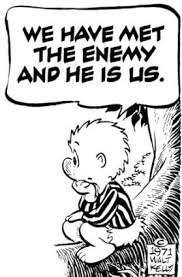 WE HAVE MET
THE ENEMY
AND HE IS US.
©
1971
WALT
KELLY